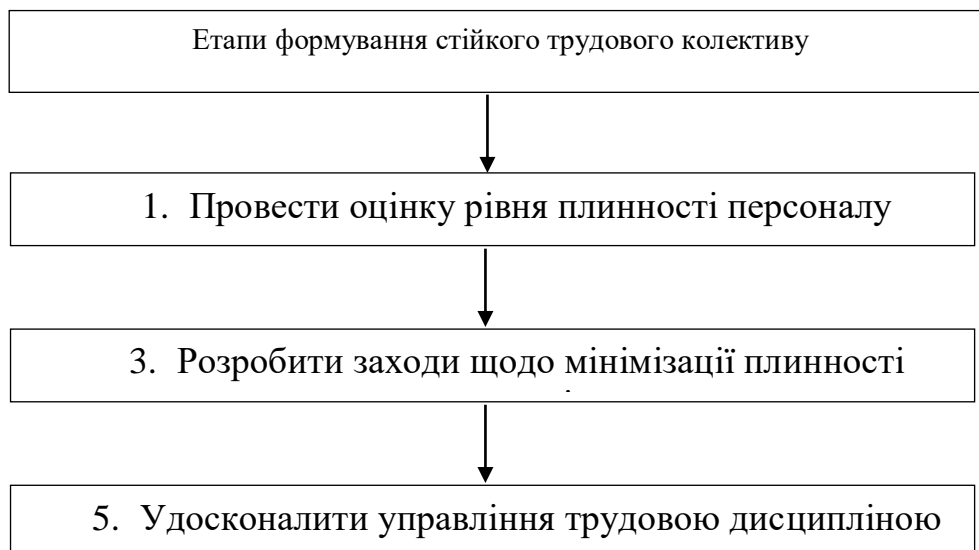 Етапи формування стійкого трудового колективу
1. Провести оцінку рівня плинності персоналу
3. Розробити заходи щодо мінімізації плинності
5. Удосконалити управління трудовою дисципліною